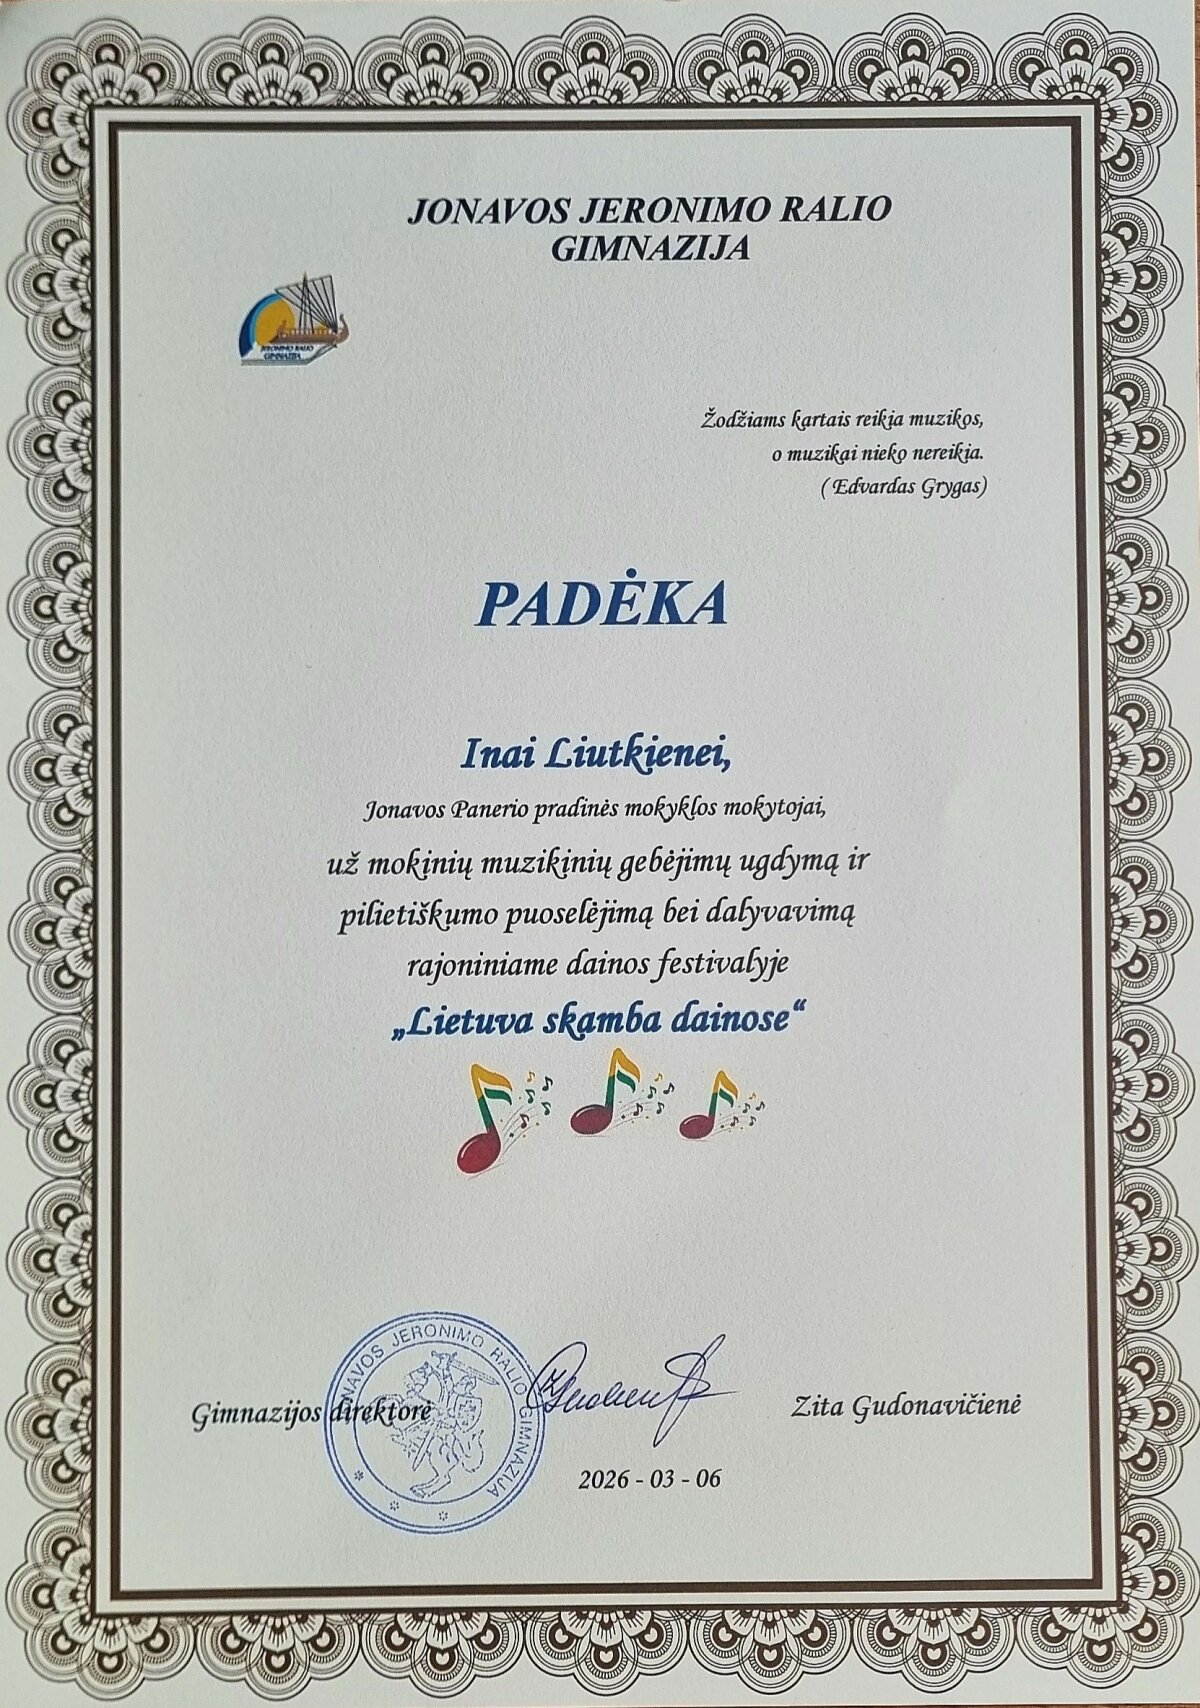 JONAVOS JERONIMO RALIO
GIMNAZIJA
JERONIMO RALIO
GIMNAZIJA
Žodžiams kartais reikia muzikos,
o muzikai nieko nereikia.
( Edvardas Grygas)
PADĖKA
Inai Liutkienei,
Jonavos Panerio pradinės mokyklos mokytojai,
už mokinių muzikinių gebėjimų ugdymą ir
pilietiškumo puoselėjimą bei dalyvavimą
rajoniniame dainos festivalyje
„Lietuva skamba dainose“
JONAVOS JERONIMO RALIO GIMNAZIJA
Gimnazijos direktorė
Zita Gudonavičienė
2026 - 03 - 06